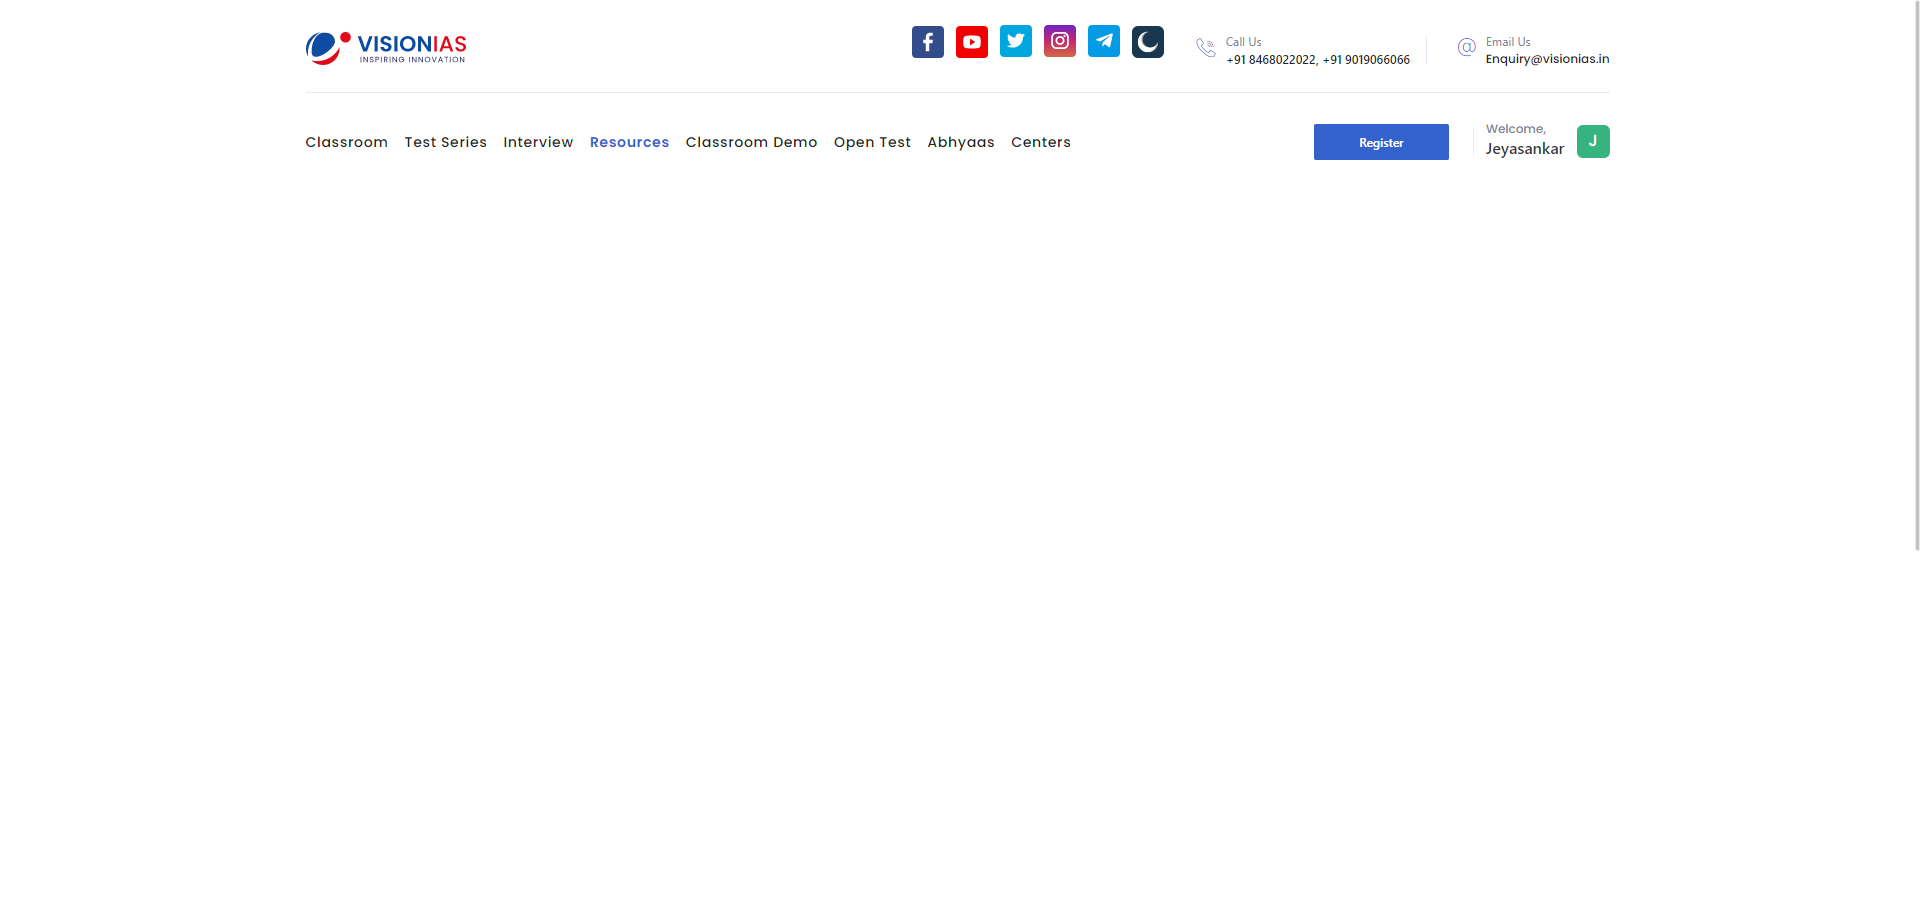 VISIONIAS
INSPIRING INNOVATION
Call Us
+91 8468022022, +91 9019066066
Email Us
Enquiry@visionias.in
Classroom Test Series Interview Resources Classroom Demo Open Test Abhyaas Centers
Register
Welcome,
Jeyasankar
J